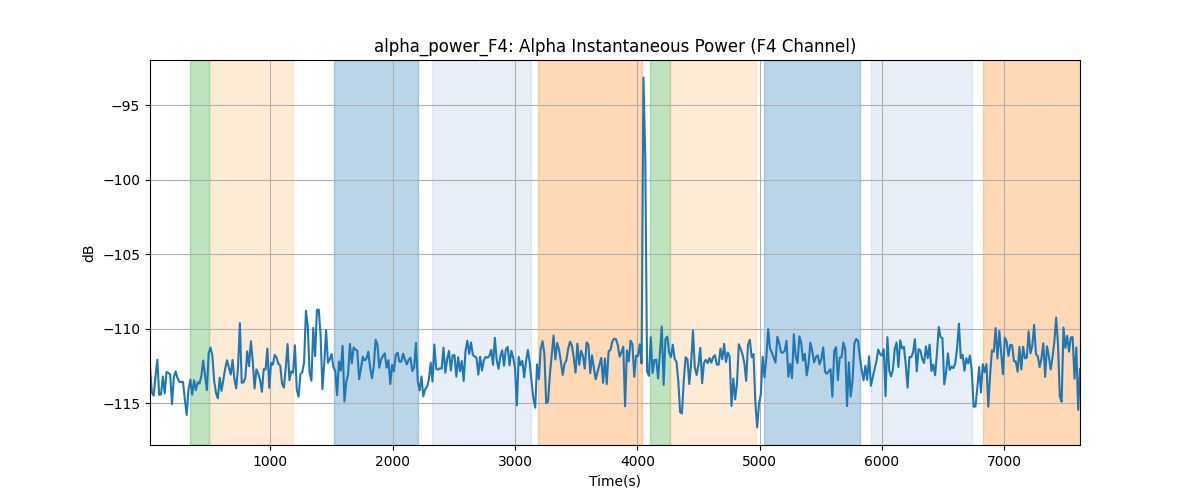 alpha_power_F4: Alpha Instantaneous Power (F4 Channel)
−95
−100
−105
−110
−115
dB
1000 2000 3000 4000 5000 6000 7000
Time(s)